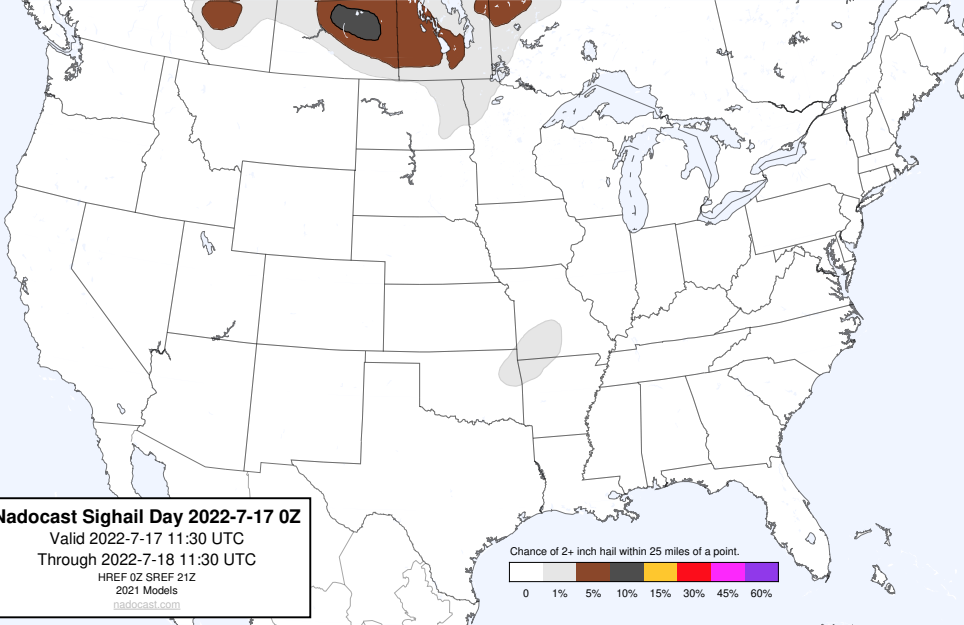 Nadocast Sighail Day 2022-7-17 0Z
Valid 2022-7-17 11:30 UTC
Through 2022-7-18 11:30 UTC
HREF 0Z SREF 21Z
2021 Models
nadocast.com
Chance of 2+ inch hail within 25 miles of a point.
0 1% 5% 10% 15% 30% 45% 60%